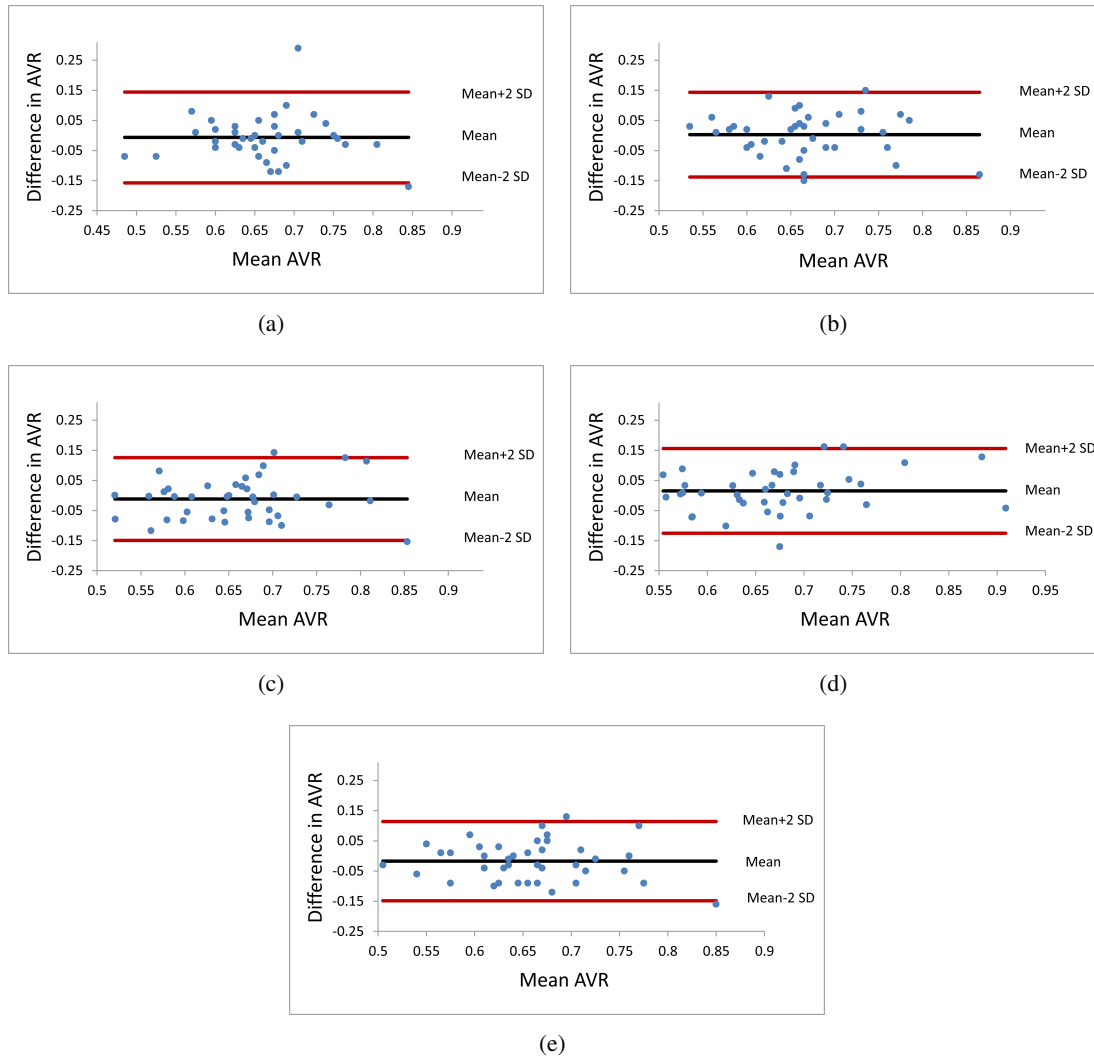 Difference in AVR
0.25
0.15
0.05
-0.05
-0.15
-0.25
Mean+2 SD
Mean
Mean-2 SD
0.45 0.5 0.55 0.6 0.65 0.7 0.75 0.8 0.85 0.9
Mean AVR
(a)
Difference in AVR
0.25
0.15
0.05
-0.05
-0.15
-0.25
Mean+2 SD
Mean
Mean-2 SD
0.5 0.55 0.6 0.65 0.7 0.75 0.8 0.85 0.9
Mean AVR
(b)
Difference in AVR
0.25
0.15
0.05
-0.05
-0.15
-0.25
Mean+2 SD
Mean
Mean-2 SD
0.5 0.55 0.6 0.65 0.7 0.75 0.8 0.85 0.9
Mean AVR
(c)
Difference in AVR
0.25
0.15
0.05
-0.05
-0.15
-0.25
Mean+2 SD
Mean
Mean-2 SD
0.55 0.6 0.65 0.7 0.75 0.8 0.85 0.9 0.95
Mean AVR
(d)
Difference in AVR
0.25
0.15
0.05
-0.05
-0.15
-0.25
Mean+2 SD
Mean
Mean-2 SD
0.5 0.55 0.6 0.65 0.7 0.75 0.8 0.85 0.9
Mean AVR
(e)